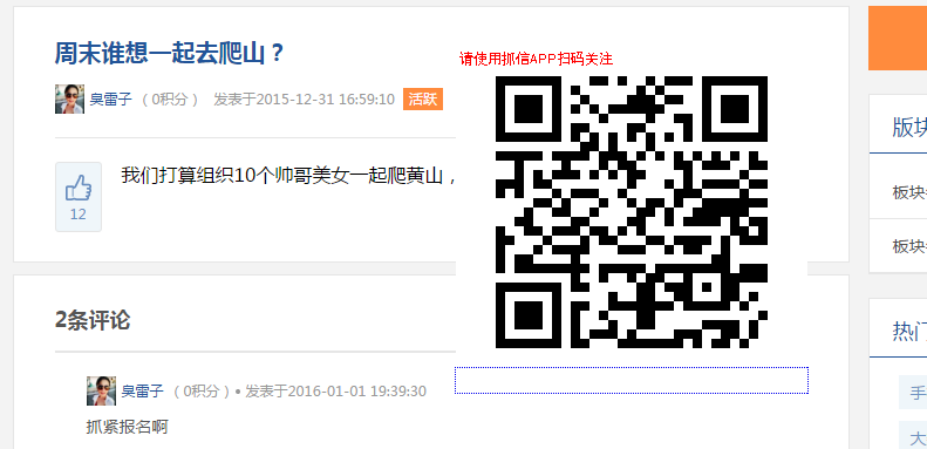 周末谁想一起去爬山？
请使用抓信APP扫码关注
臭雷子 （0积分） 发表于2015-12-31 16:59:10 活跃
我们打算组织10个帅哥美女一起爬黄山，
12
2条评论
臭雷子 （0积分）• 发表于2016-01-01 19:39:30
抓紧报名啊
版块
板块
板块
热门
手
大